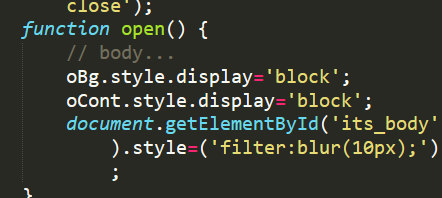 close');
function open() {
// body...
oBg.style.display='block';
oCont.style.display='block';
document.getElementById('its_body'
).style=('filter:blur(10px);')
;
}